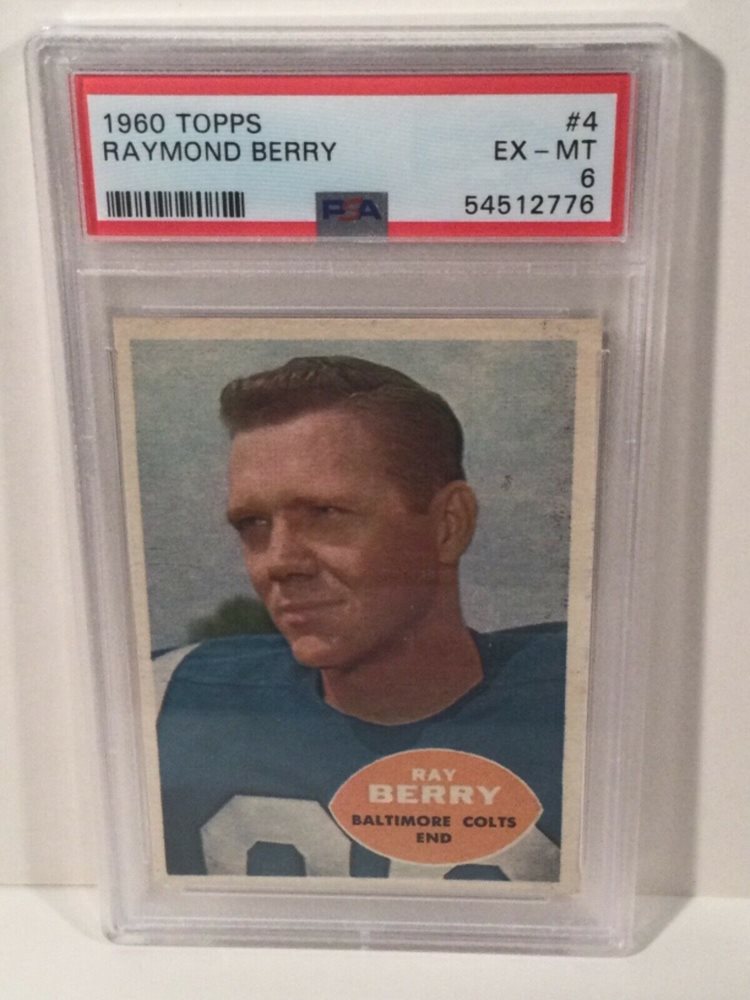 1960 TOPPS #4
RAYMOND BERRY EX - MT
6
PSA 54512776
RAY
BERRY
BALTIMORE COLTS
END